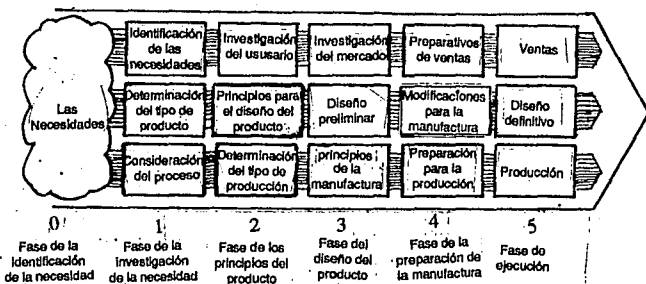 Identificación
de las
necesidades
Investigación
del ususario
Investigación
del mercado
Preparativos
de ventas
Ventas
Las
Necesidades
Determinación
del tipo de
producto
Principios para
el diseño del
producto
Diseño
preliminar
Modificaciones
para la
manufactura
Diseño
definitivo
Consideración
del proceso
Determinación
del tipo de
producción
principios
de la
manufactura
Preparación
para la
producción
Producción
0
1
2
3
4
5
Fase de la
identificación
de la necesidad
Fase de la
investigación
de la necesidad
Fase de los
principios del
producto
Fase del
diseño del
producto
Fase de la
preparación de
la manufactura
Fase de
ejecución